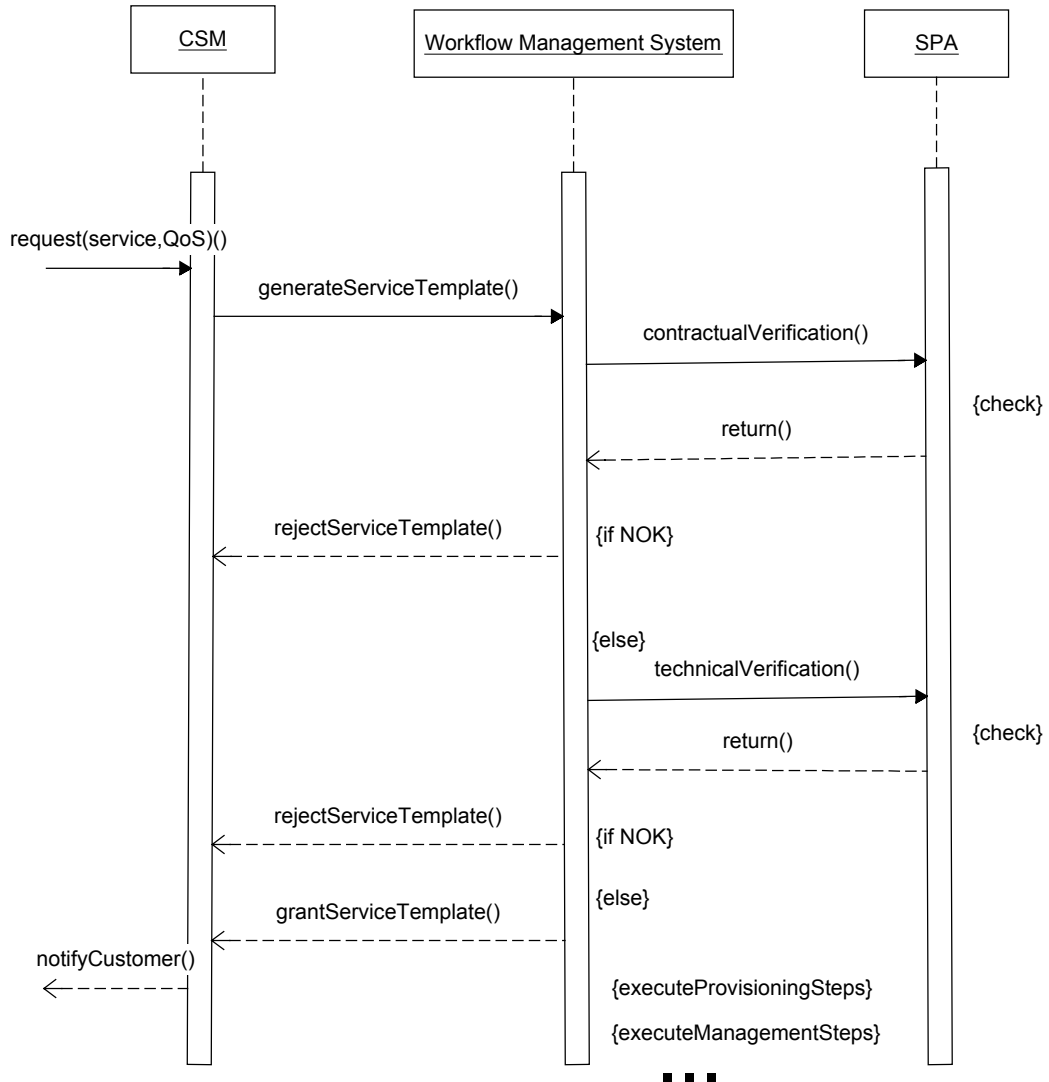 CSM
Workflow Management System
SPA
request(service,QoS)()
generateServiceTemplate()
contractualVerification()
{check}
return()
rejectServiceTemplate()
{if NOK}
{else}
technicalVerification()
{check}
return()
rejectServiceTemplate()
{if NOK}
{else}
grantServiceTemplate()
notifyCustomer()
{executeProvisioningSteps}
{executeManagementSteps}
...